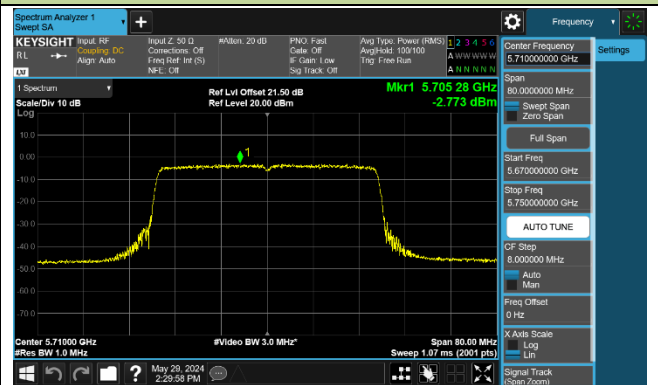 Spectrum Analyzer 1
Swept SA
+
Frequency
KEYSIGHT
RL
LXI
Input: RF
Coupling: DC
Align: Auto
Input Z: 50 Ω
Corrections: Off
Freq Ref: Int (S)
NFE: Off
#Atten: 20 dB
PNO: Fast
Gate: Off
IF Gain: Low
Sig Track: Off
Avg Type: Power (RMS)
Avg|Hold: 100/100
Trig: Free Run
1 2 3 4 5 6
A W W W W W
A N N N N N
1 Spectrum
Scale/Div 10 dB
Log
Ref Lvl Offset 21.50 dB
Ref Level 20.00 dBm
Mkr1 5.705 28 GHz
-2.773 dBm
10.0
0.00
-10.0
-20.0
-30.0
-40.0
-50.0
-60.0
-70.0
1
Center 5.71000 GHz
#Res BW 1.0 MHz
#Video BW 3.0 MHz*
Span 80.00 MHz
Sweep 1.07 ms (2001 pts)
May 29, 2024
2:29:58 PM
?
Center Frequency
5.710000000 GHz
Span
80.0000000 MHz
Swept Span
Zero Span
Full Span
Start Freq
5.670000000 GHz
Stop Freq
5.750000000 GHz
AUTO TUNE
CF Step
8.000000 MHz
Auto
Man
Freq Offset
0 Hz
X Axis Scale
Log
Lin
Signal Track
(Span Zoom)
Settings